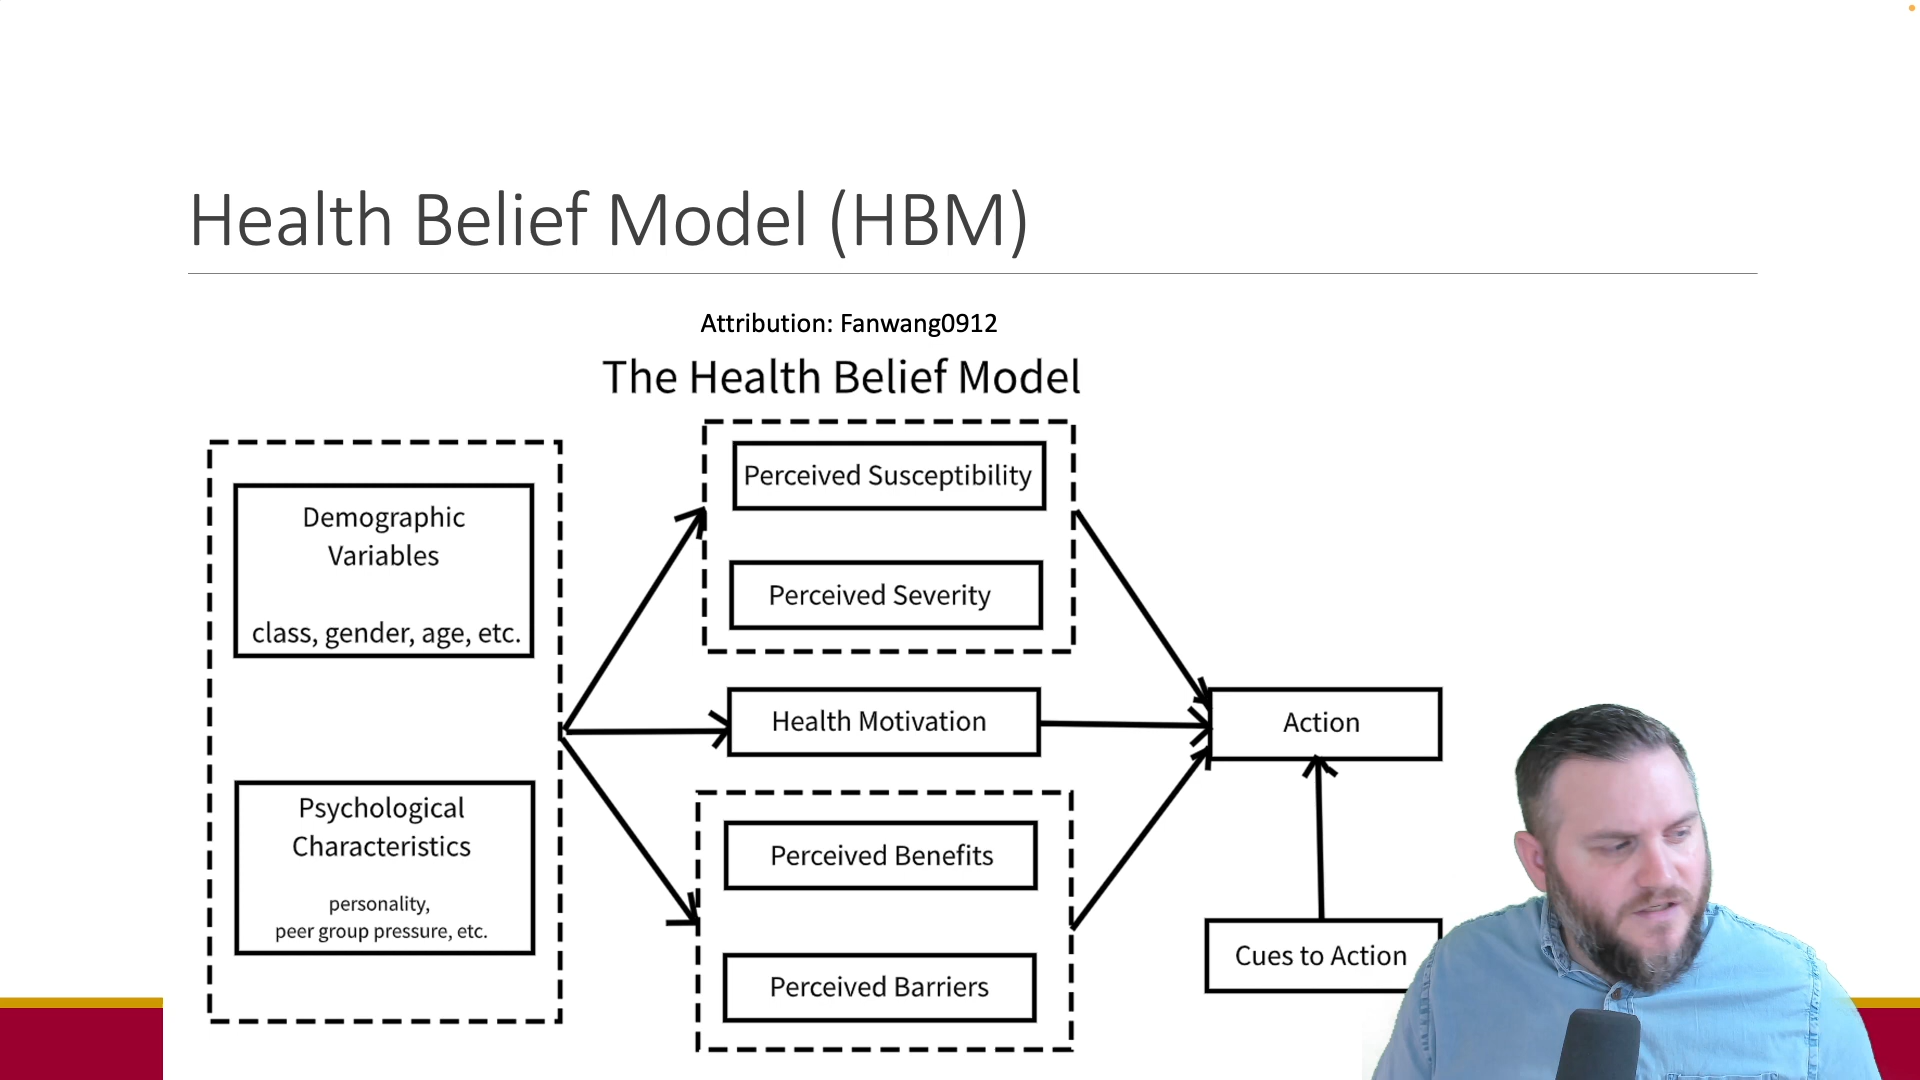 Health Belief Model (HBM)
Attribution: Fanwang0912
The Health Belief Model
Demographic
Variables
class, gender, age, etc.
Psychological
Characteristics
personality,
peer group pressure, etc.
Perceived Susceptibility
Perceived Severity
Health Motivation
Perceived Benefits
Perceived Barriers
Action
Cues to Action